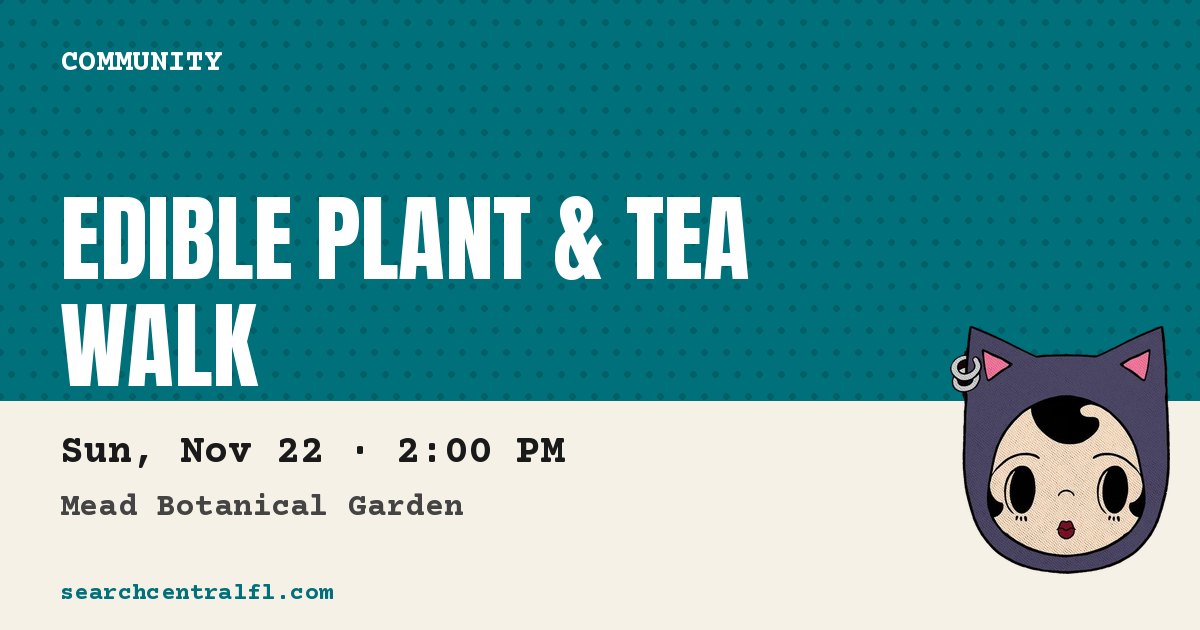 COMMUNITY
EDIBLE PLANT & TEA
WALK
Sun, Nov 22 · 2:00 PM
Mead Botanical Garden
searchcentralfl.com